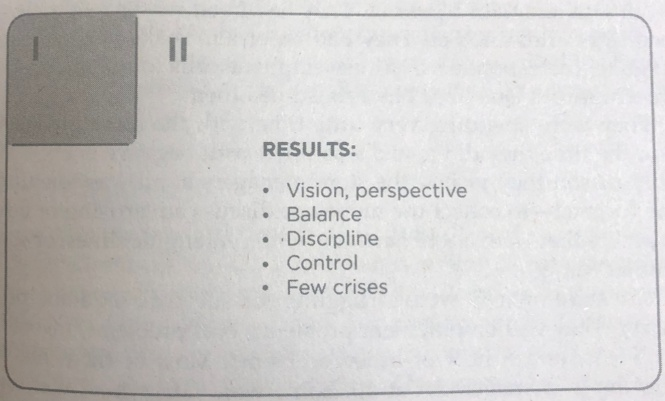 I II
RESULTS:
• Vision, perspective
• Balance
• Discipline
• Control
• Few crises